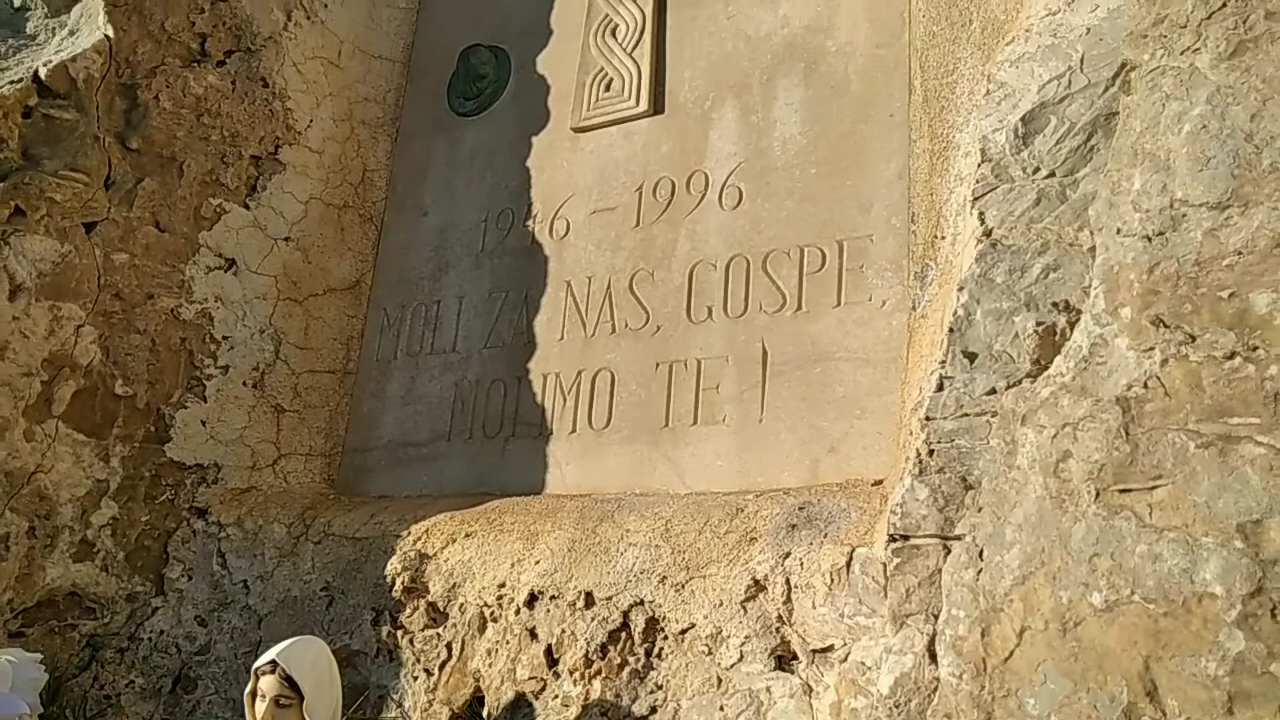 1946 – 1996
MOLI ZA NAS, GOSPE,
MOLIMO TE !